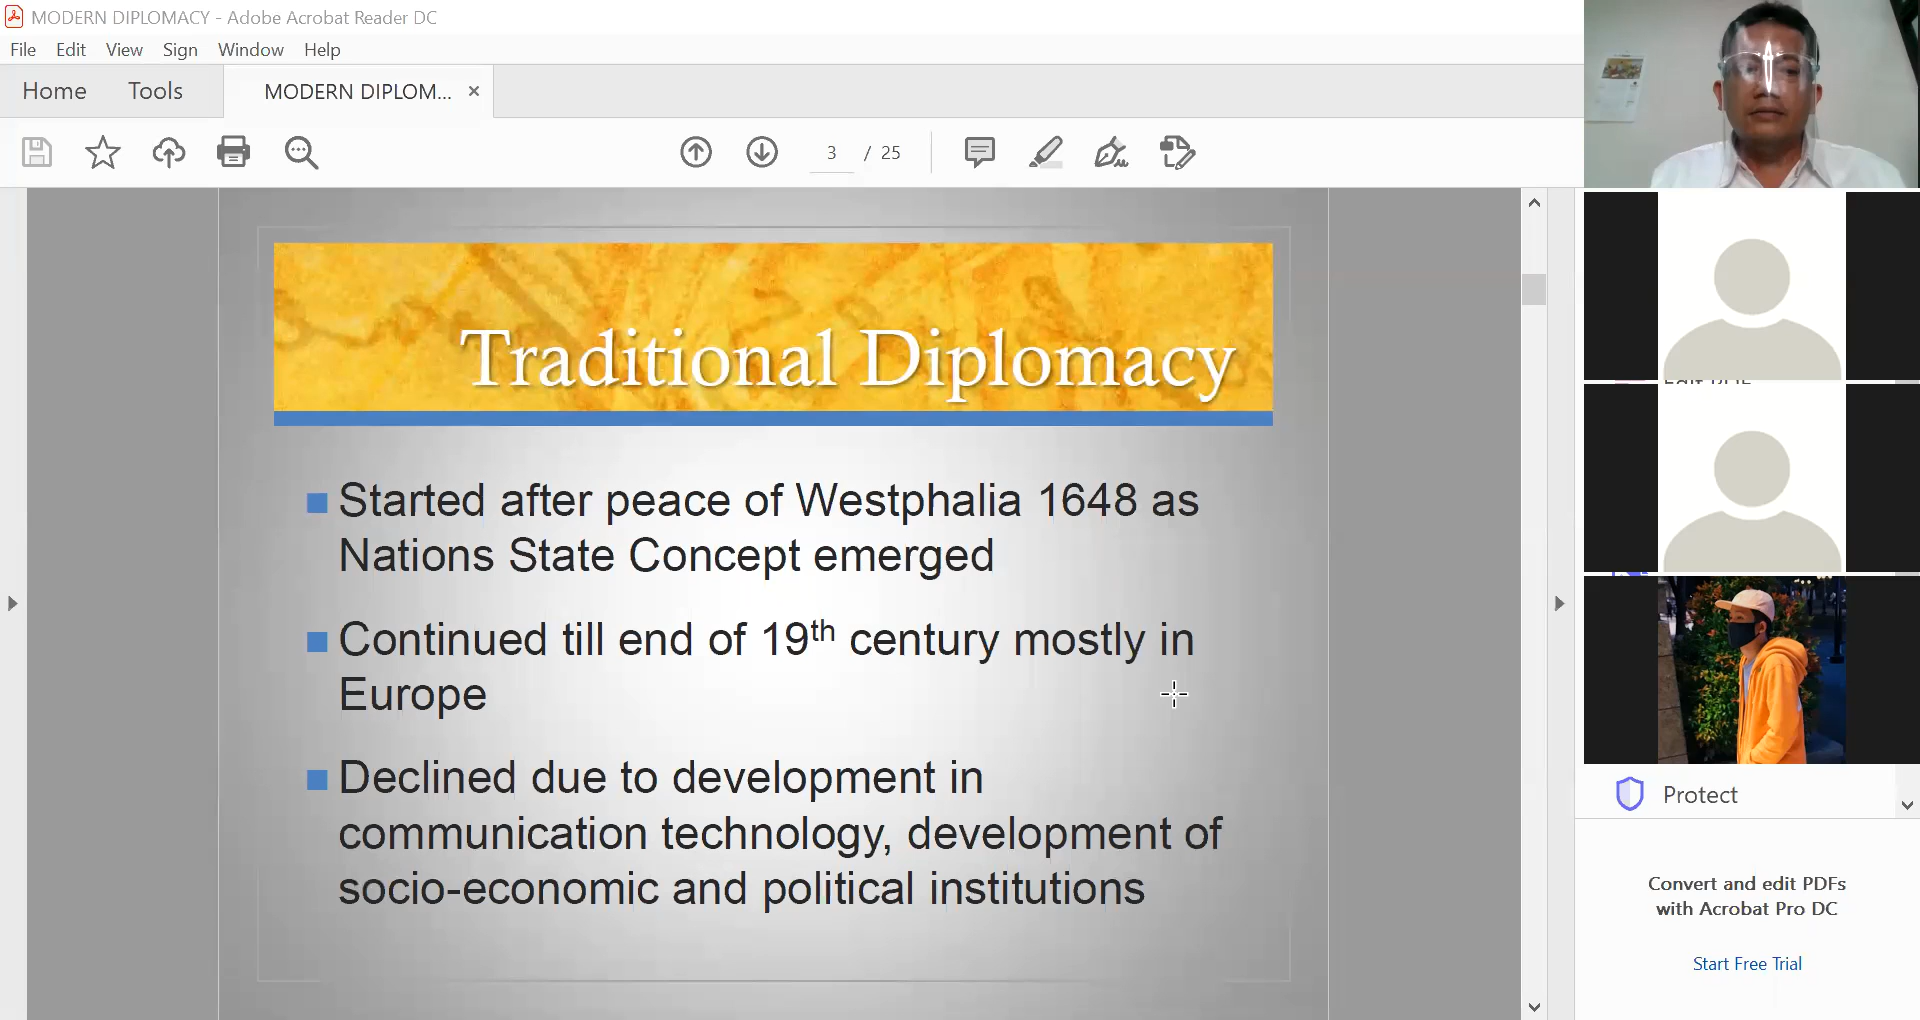 MODERN DIPLOMACY - Adobe Acrobat Reader DC
File Edit View Sign Window Help
Home Tools MODERN DIPLOM... ×
3 / 25
Traditional Diplomacy
Started after peace of Westphalia 1648 as
Nations State Concept emerged
Continued till end of 19th century mostly in
Europe
Declined due to development in
communication technology, development of
socio-economic and political institutions
Protect
Convert and edit PDFs
with Acrobat Pro DC
Start Free Trial